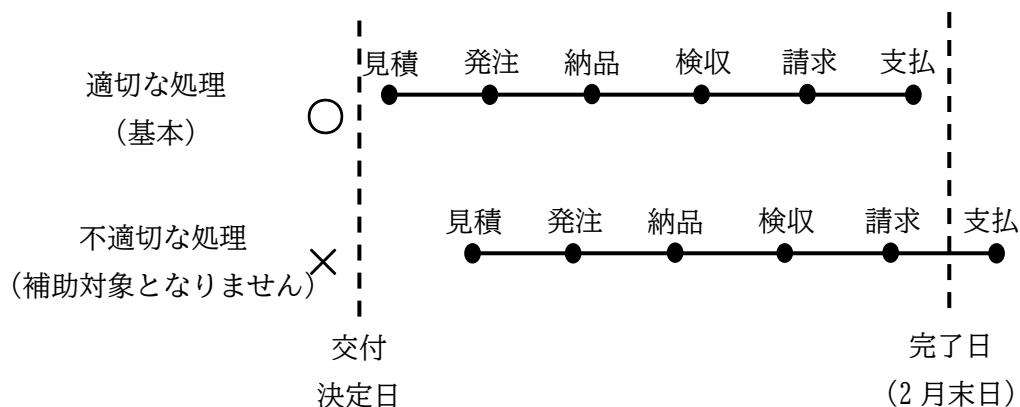 見積 発注 納品 検収 請求 支払
適切な処理
（基本）
○
見積 発注 納品 検収 請求 支払
不適切な処理
（補助対象となりません）
×
交付
決定日
完了日
（2 月末日）